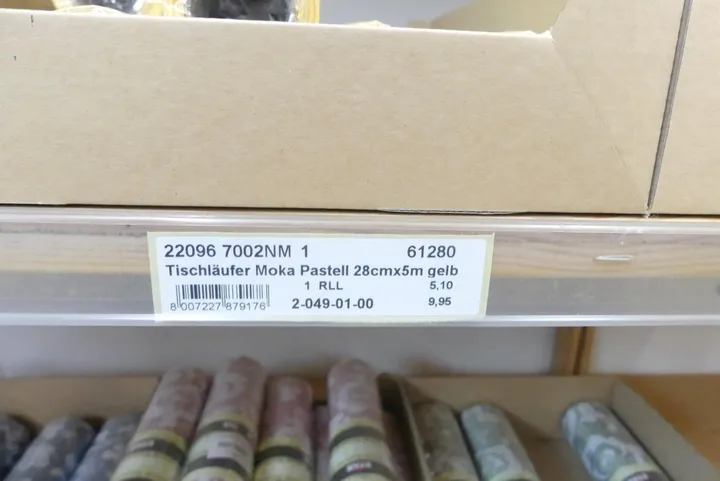 22096 7002NM 1 61280
Tischläufer Moka Pastell 28cmx5m gelb
1 RLL 5,10
8 007227 879176 2-049-01-00 9,95